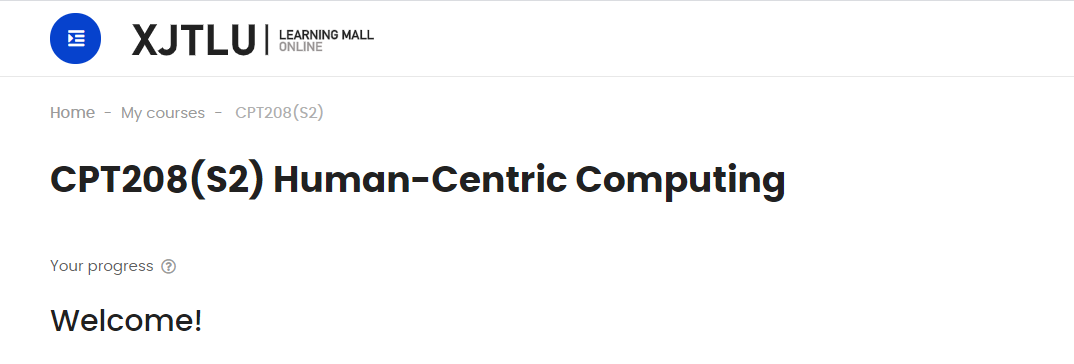 XJTLU | LEARNING MALL
ONLINE
Home - My courses - CPT208(S2)
CPT208(S2) Human-Centric Computing
Your progress ?
Welcome!